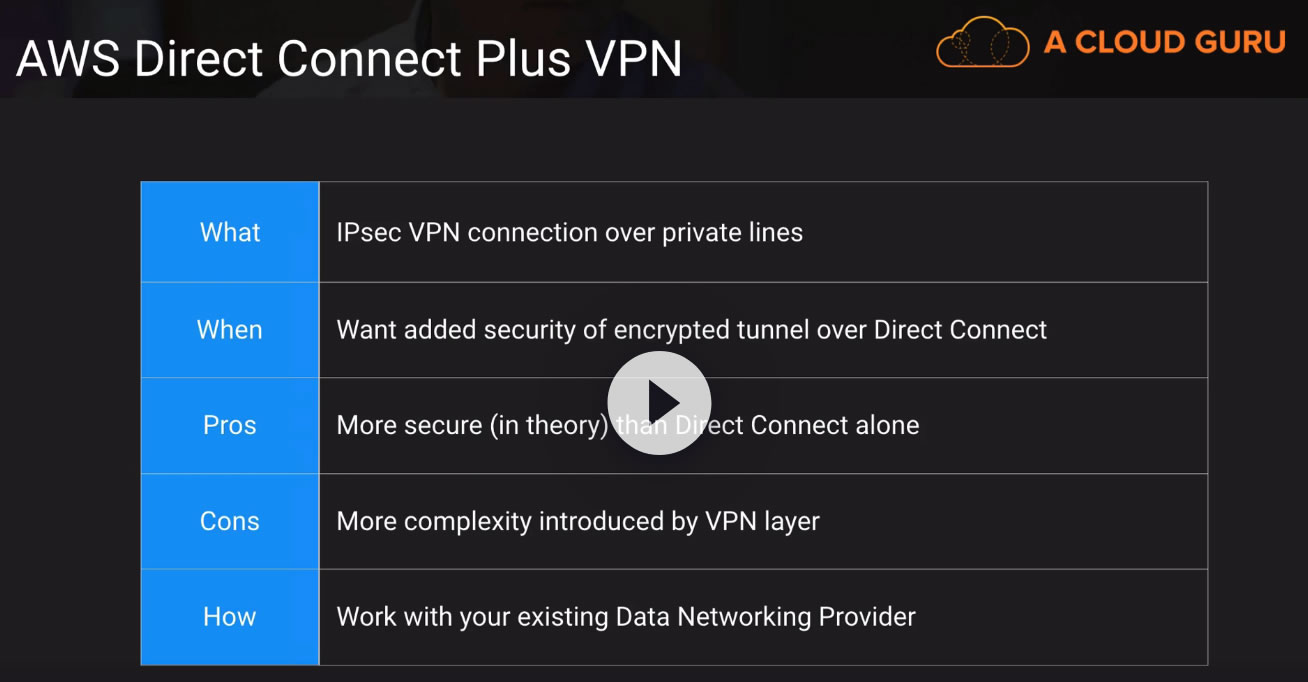 AWS Direct Connect Plus VPN
A CLOUD GURU
What
IPsec VPN connection over private lines
When
Want added security of encrypted tunnel over Direct Connect
Pros
More secure (in theory) than Direct Connect alone
Cons
More complexity introduced by VPN layer
How
Work with your existing Data Networking Provider